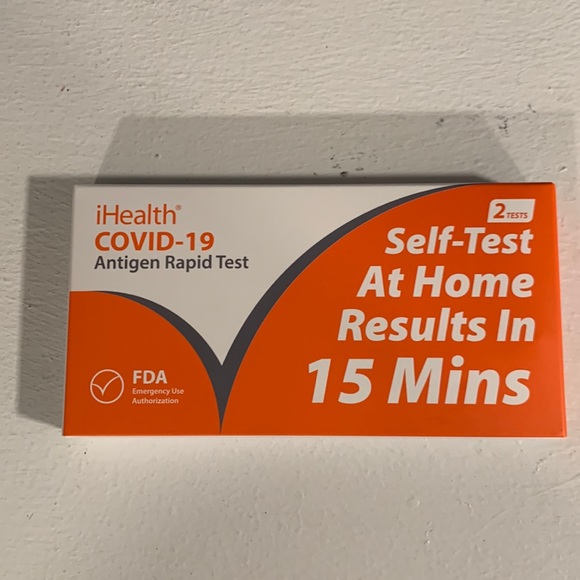 iHealth®
COVID-19
Antigen Rapid Test
FDA
Emergency Use
Authorization
2 TESTS
Self-Test
At Home
Results In
15 Mins